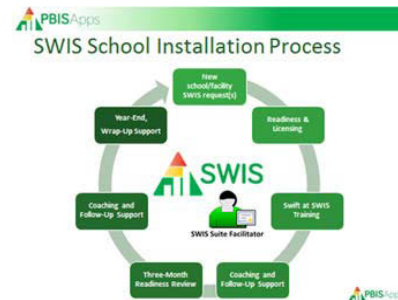 PBISApps
SWIS School Installation Process
New
school/facility
SWIS request(s)
Readiness &
Licensing
Swift at SWIS
Training
Coaching and
Follow-Up Support
Three-Month
Readiness Review
Coaching and
Follow-Up Support
Year-End,
Wrap-Up Support
SWIS
SWIS Suite Facilitator
PBISApps